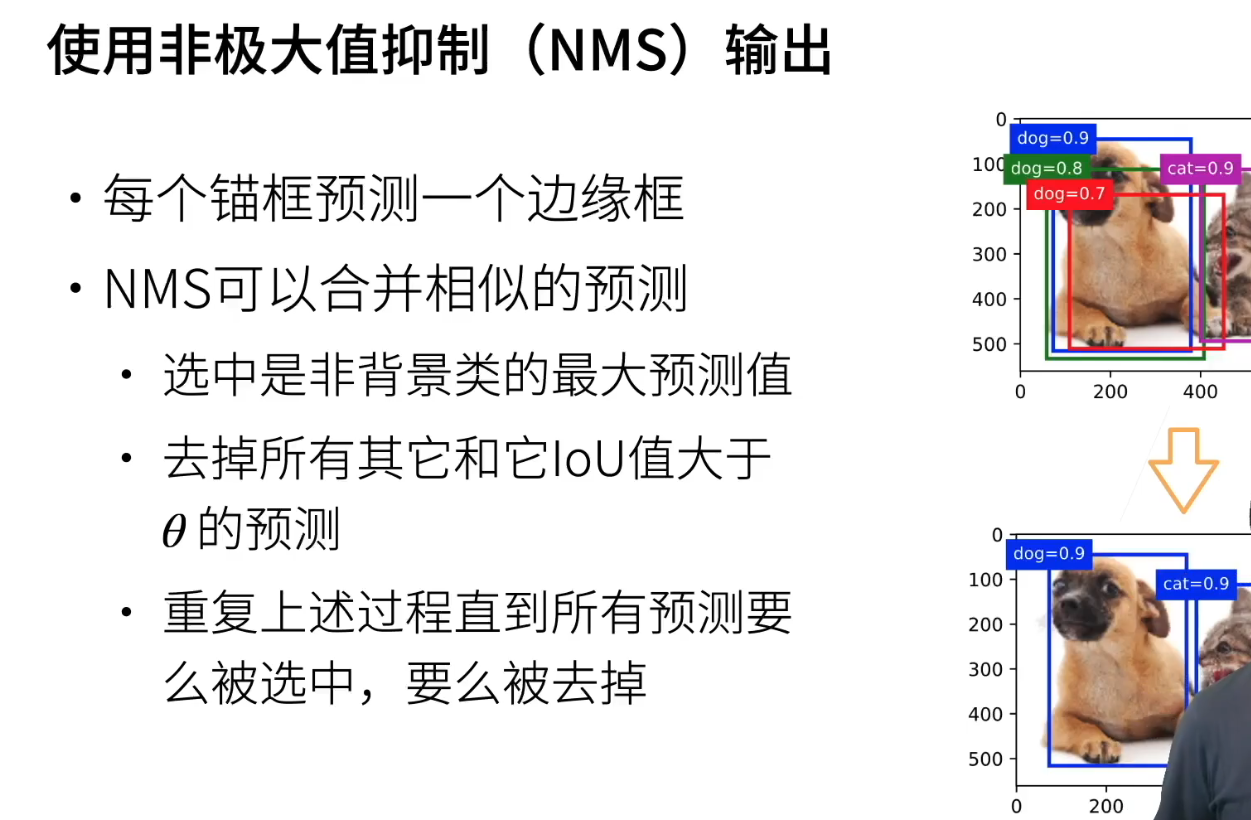 使用非极大值抑制（NMS）输出
• 每个锚框预测一个边缘框
• NMS可以合并相似的预测
• 选中是非背景类的最大预测值
• 去掉所有其它和它IoU值大于
θ 的预测
• 重复上述过程直到所有预测要
么被选中，要么被去掉
0
dog=0.9
100
dog=0.8
cat=0.9
dog=0.7
200
300
400
500
0 200 400
0
dog=0.9
100
cat=0.9
200
300
400
500
0 200